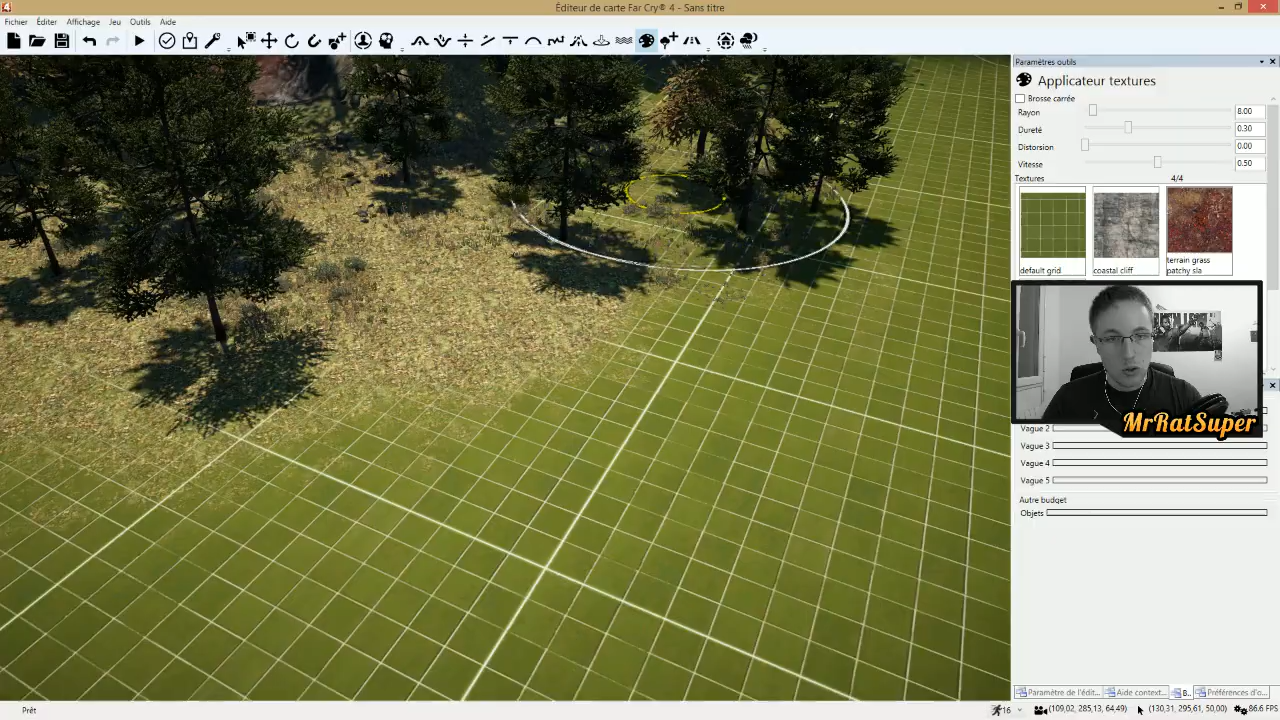 Éditeur de carte Far Cry® 4 - Sans titre
Fichier Éditer Affichage Jeu Outils Aide
Paramètres outils
Applicateur textures
Brosse carrée
Rayon 8.00
Dureté 0.30
Distorsion 0.00
Vitesse 0.50
Textures 4/4
default grid
coastal cliff
terrain grass
patchy sla
MrRatSuper
Vague 2
Vague 3
Vague 4
Vague 5
Autre budget
Objets
Paramètre de l'édit... Aide context... B... Préférences d'o...
Prêt
16 (109,02, 285,13, 64,49) (130,31, 295,61, 50,00) 86.6 FPS